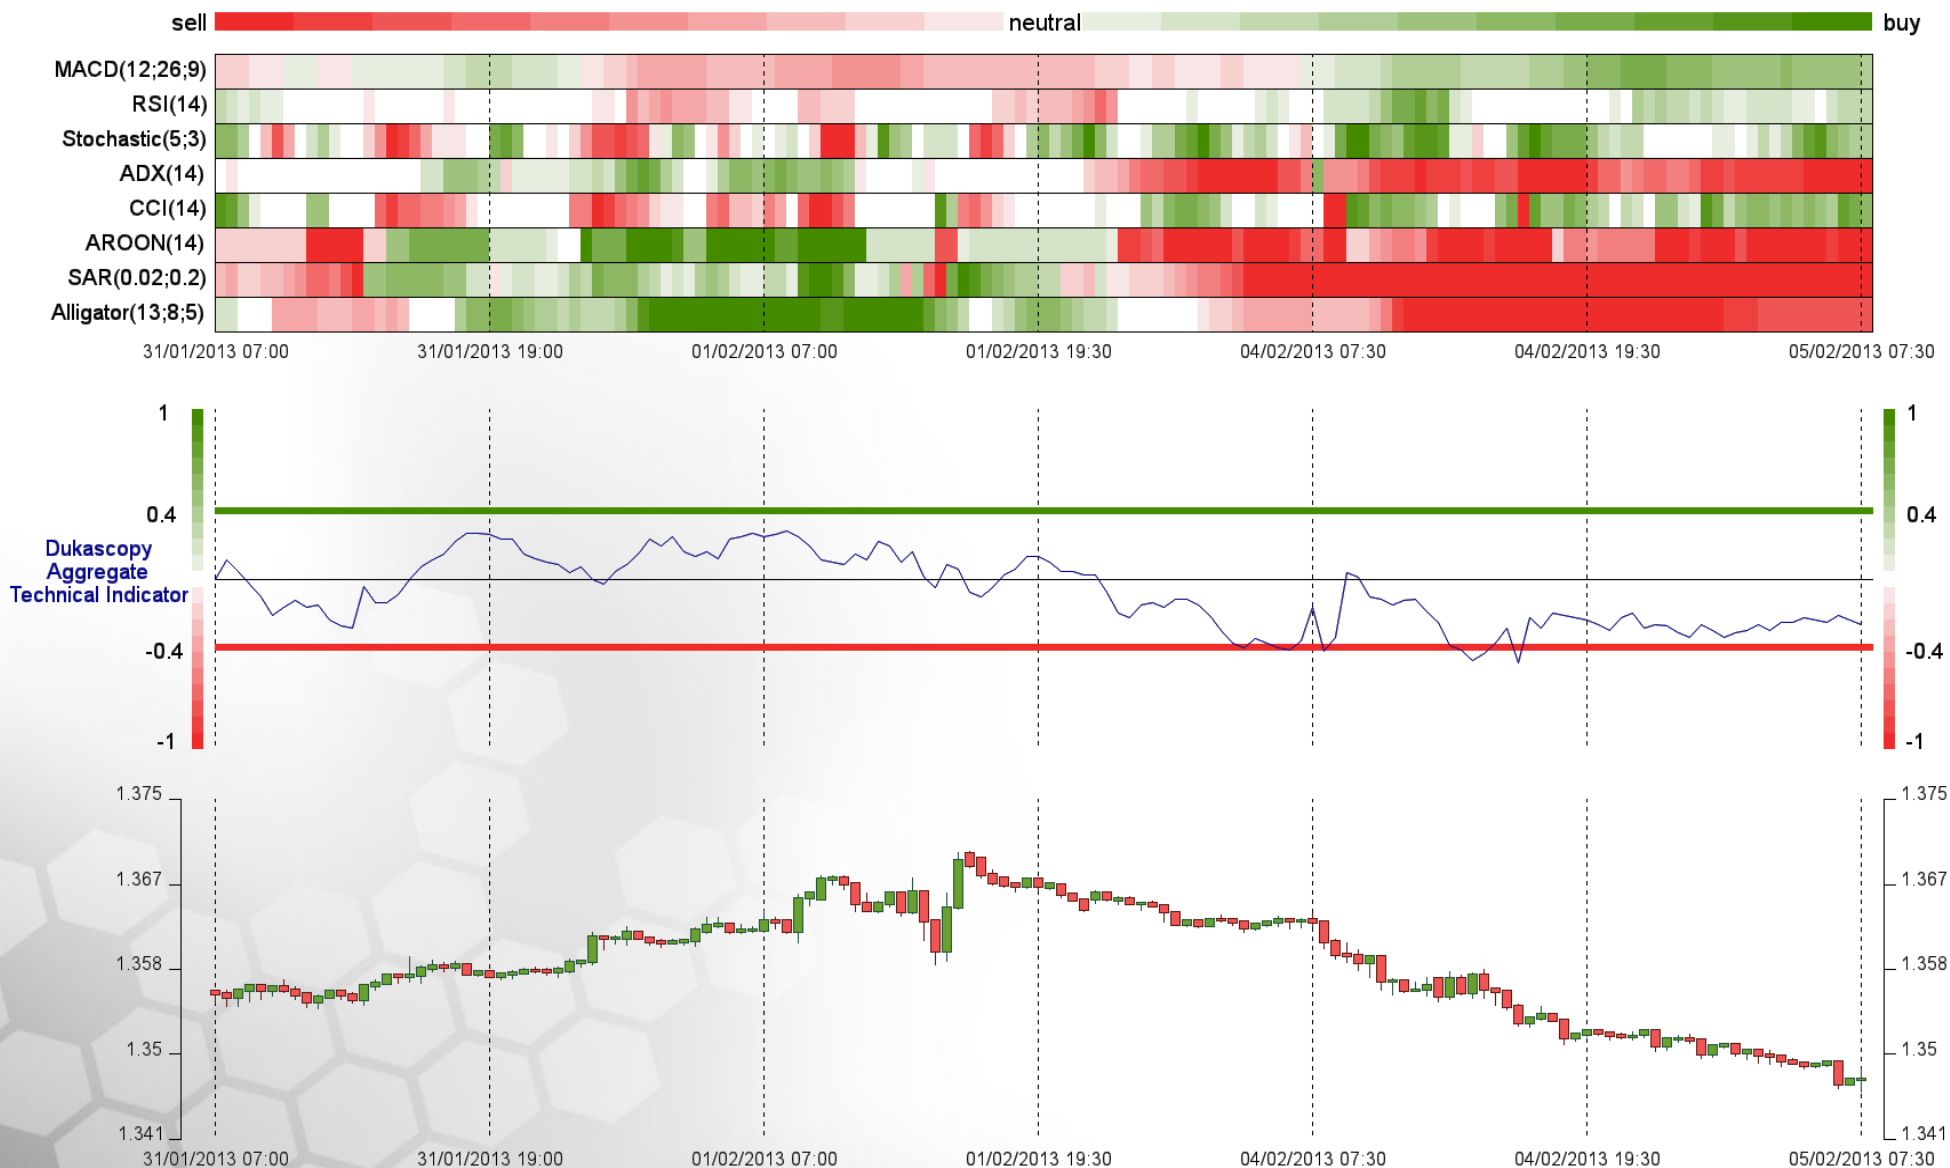 sell neutral buy
MACD(12;26;9)
RSI(14)
Stochastic(5;3)
ADX(14)
CCI(14)
AROON(14)
SAR(0.02;0.2)
Alligator(13;8;5)
31/01/2013 07:00 31/01/2013 19:00 01/02/2013 07:00 01/02/2013 19:30 04/02/2013 07:30 04/02/2013 19:30 05/02/2013 07:30
1 1
0.4 0.4
Dukascopy
Aggregate
Technical Indicator
-0.4 -0.4
-1 -1
1.375 1.375
1.367 1.367
1.358 1.358
1.35 1.35
1.341 1.341
31/01/2013 07:00 31/01/2013 19:00 01/02/2013 07:00 01/02/2013 19:30 04/02/2013 07:30 04/02/2013 19:30 05/02/2013 07:30